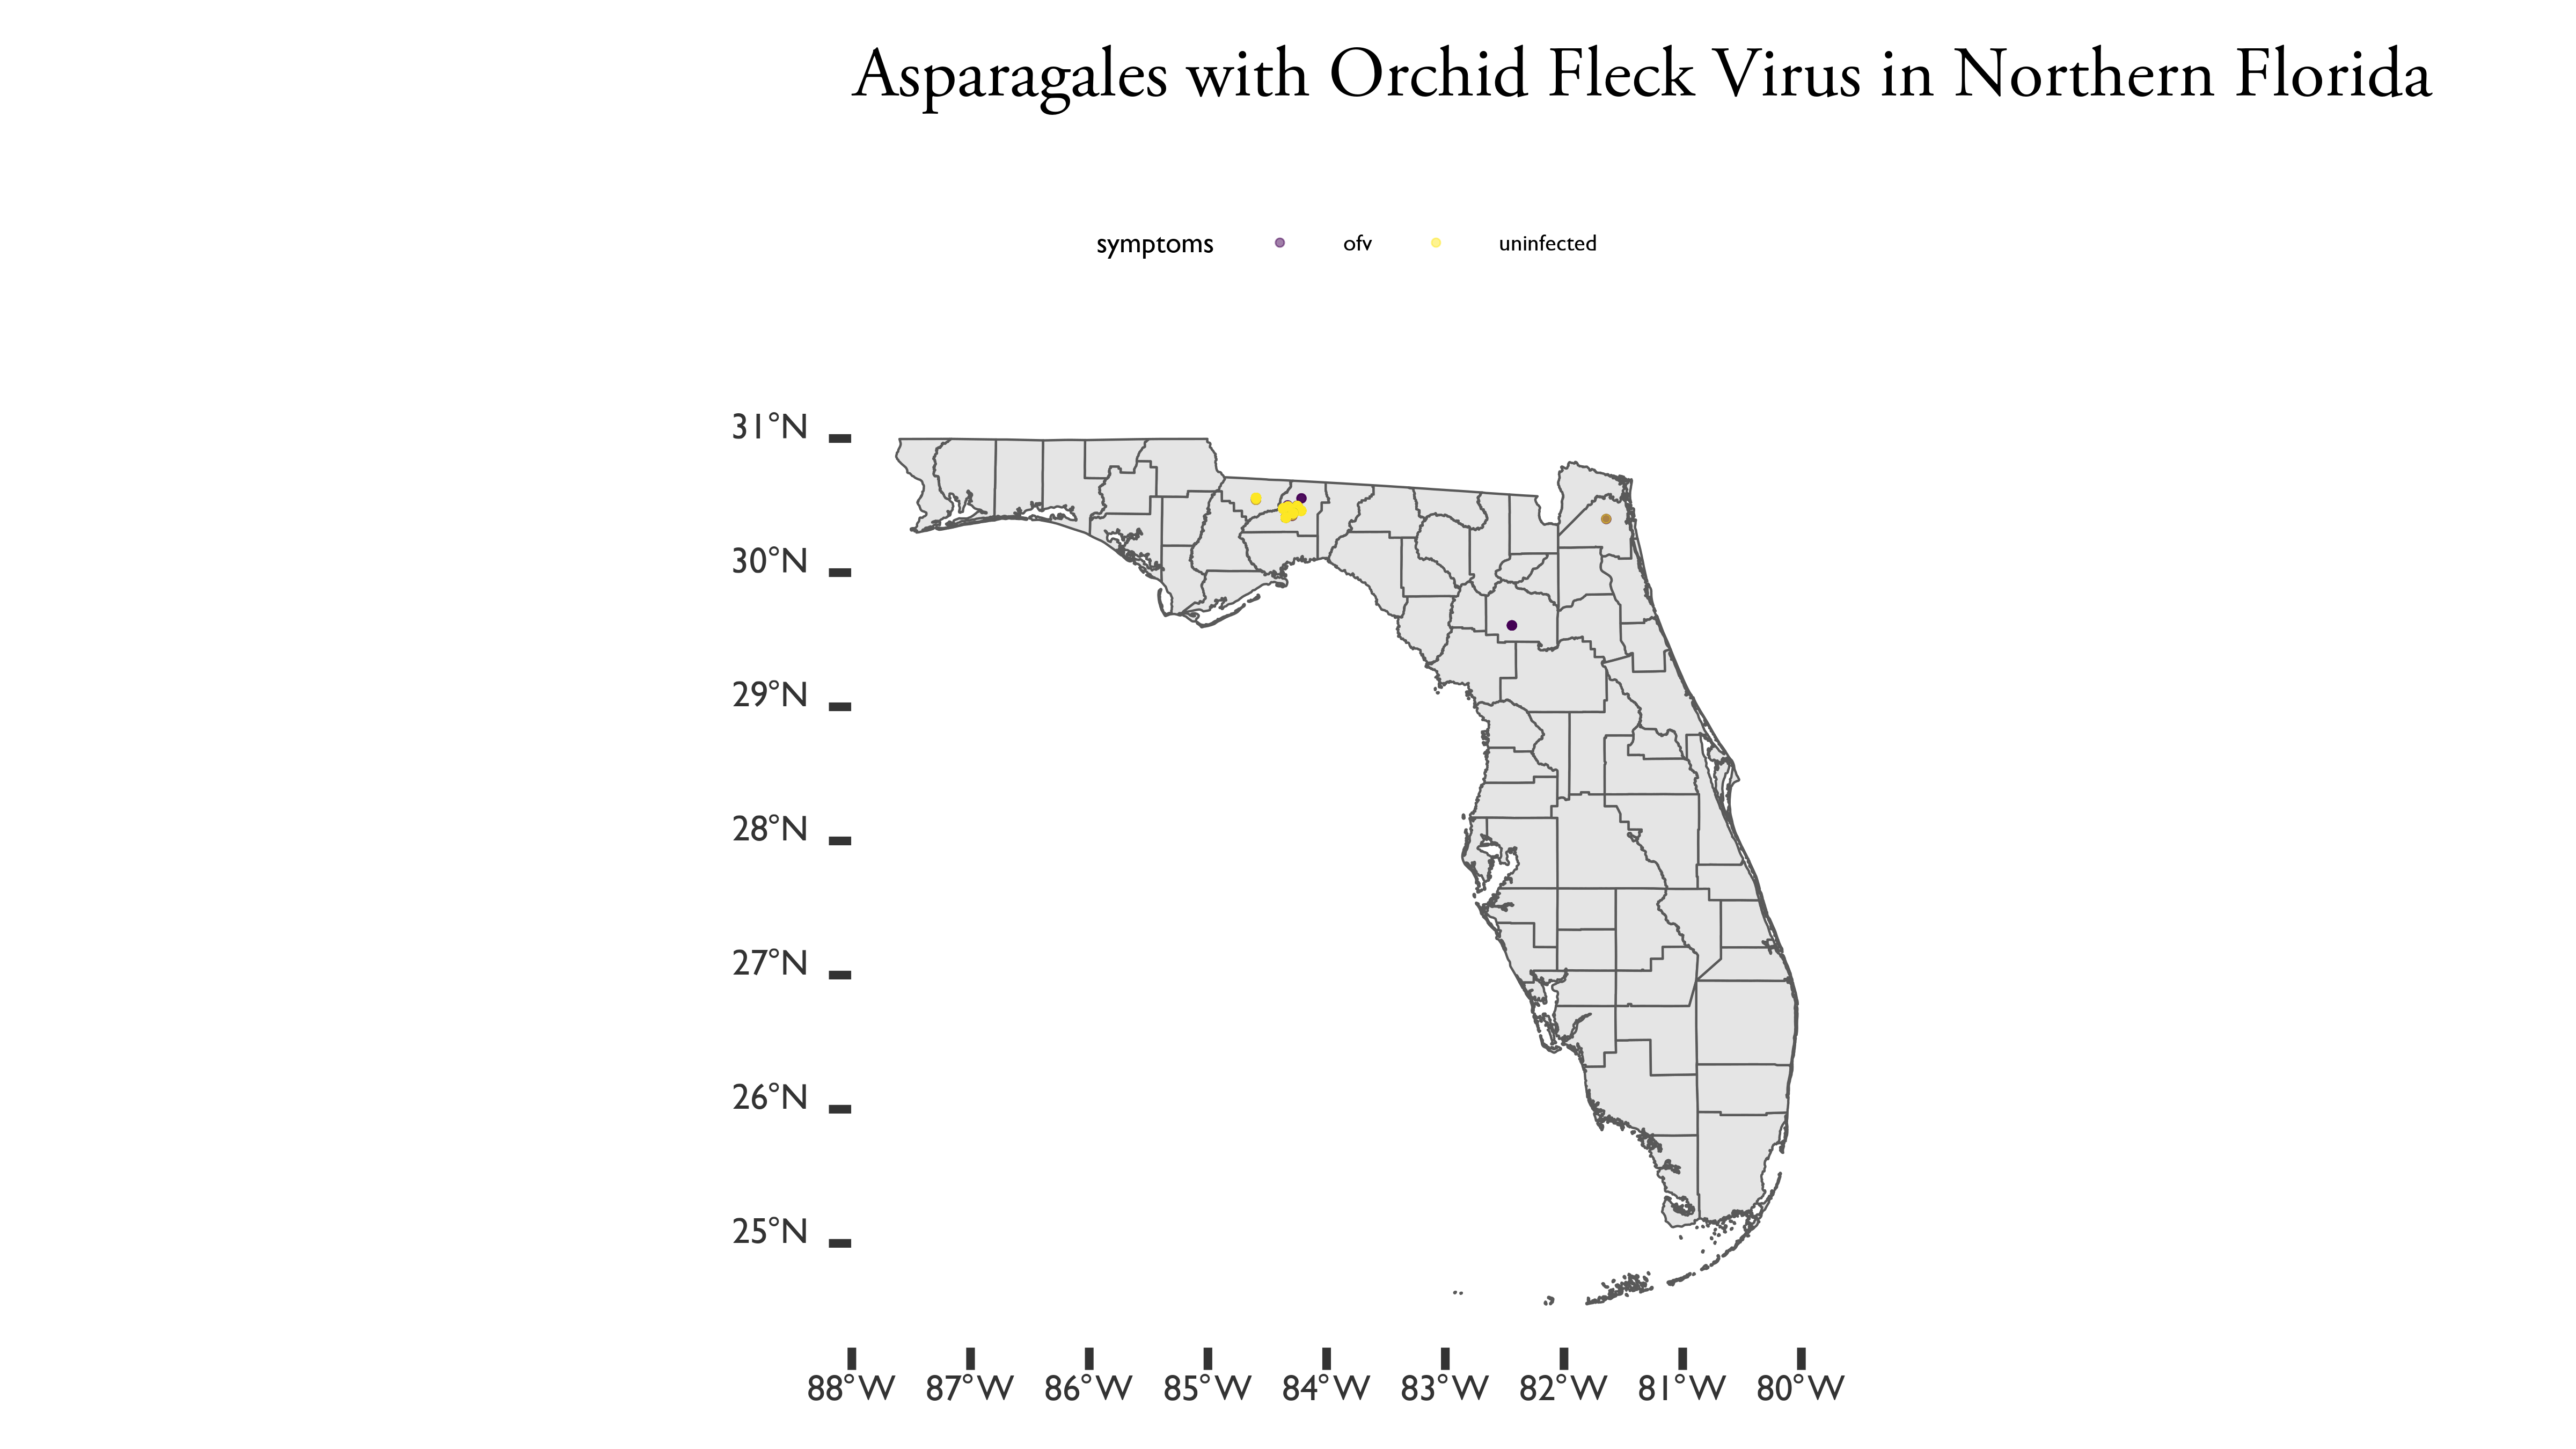 Asparagales with Orchid Fleck Virus in Northern Florida
symptoms ofv uninfected
31°N
30°N
29°N
28°N
27°N
26°N
25°N
88°W 87°W 86°W 85°W 84°W 83°W 82°W 81°W 80°W